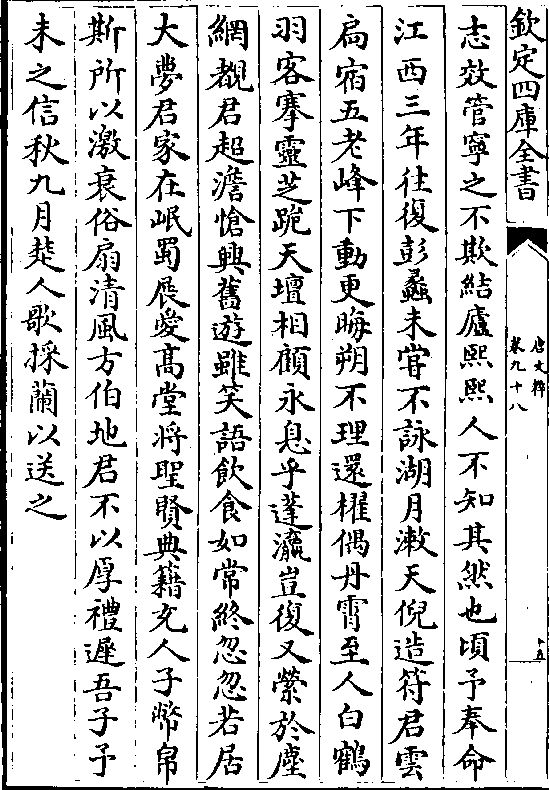 欽定四庫全書
唐文粹
卷九十八
十五
志效管寧之不欺結廬熙熙人不知其然也頃予奉命
江西三年往復彭蠡未嘗不詠湖月漱天倪造符君雲
扃宿五老峰下動更晦朔不理還櫂偶丹霄至人白鶴
羽客搴靈芝跪天壇相顧永息乎蓬瀛豈復又縈於塵
網覩君超澹愴興舊遊雖笑語飲食如常終忽忽若居
大夢君家在岷蜀展愛髙堂将聖賢典籍充人子幣帛
斯所以激衰俗扇清風方伯地君不以厚禮遲吾子予
未之信秋九月楚人歌採蘭以送之